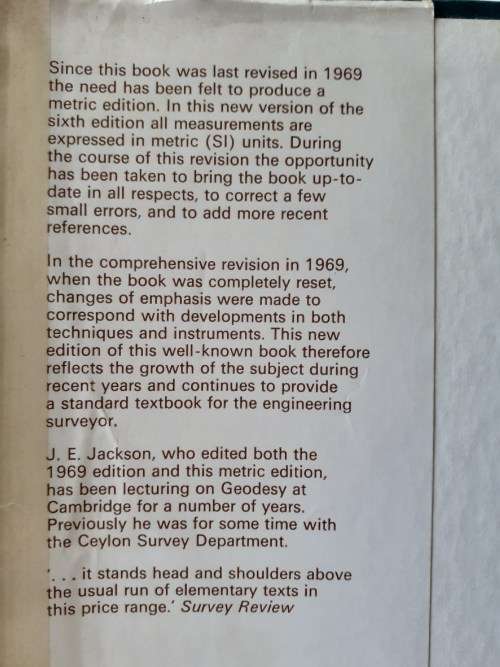 Since this book was last revised in 1969
the need has been felt to produce a
metric edition. In this new version of the
sixth edition all measurements are
expressed in metric (SI) units. During
the course of this revision the opportunity
has been taken to bring the book up-to-
date in all respects, to correct a few
small errors, and to add more recent
references.
In the comprehensive revision in 1969,
when the book was completely reset,
changes of emphasis were made to
correspond with developments in both
techniques and instruments. This new
edition of this well-known book therefore
reflects the growth of the subject during
recent years and continues to provide
a standard textbook for the engineering
surveyor.
J. E. Jackson, who edited both the
1969 edition and this metric edition,
has been lecturing on Geodesy at
Cambridge for a number of years.
Previously he was for some time with
the Ceylon Survey Department.
'. . . it stands head and shoulders above
the usual run of elementary texts in
this price range.' Survey Review